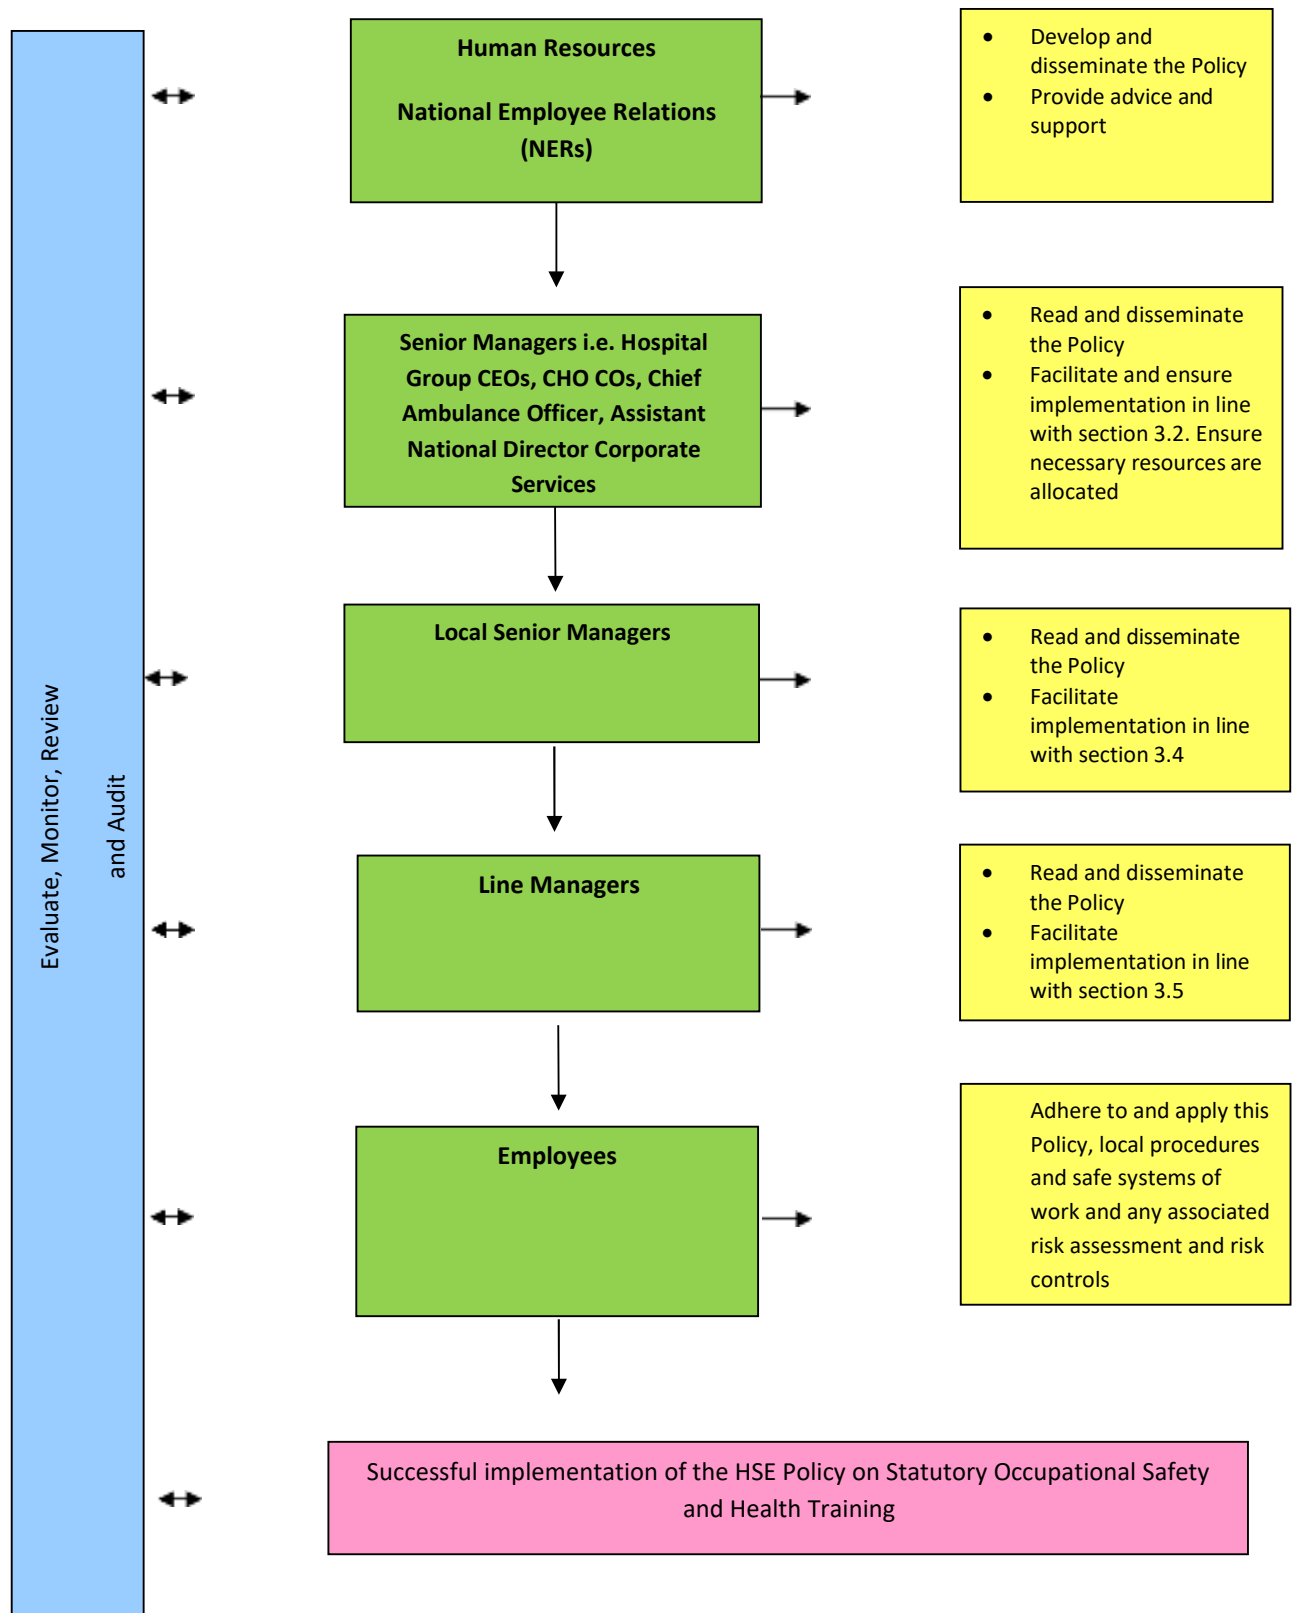 Human Resources
National Employee Relations
(NERs)
• Develop and
disseminate the Policy
• Provide advice and
support
Senior Managers i.e. Hospital
Group CEOs, CHO COs, Chief
Ambulance Officer, Assistant
National Director Corporate
Services
• Read and disseminate
the Policy
• Facilitate and ensure
implementation in line
with section 3.2. Ensure
necessary resources are
allocated
Local Senior Managers
• Read and disseminate
the Policy
• Facilitate
implementation in line
with section 3.4
Evaluate, Monitor, Review
and Audit
Line Managers
• Read and disseminate
the Policy
• Facilitate
implementation in line
with section 3.5
Employees
Adhere to and apply this
Policy, local procedures
and safe systems of
work and any associated
risk assessment and risk
controls
Successful implementation of the HSE Policy on Statutory Occupational Safety
and Health Training